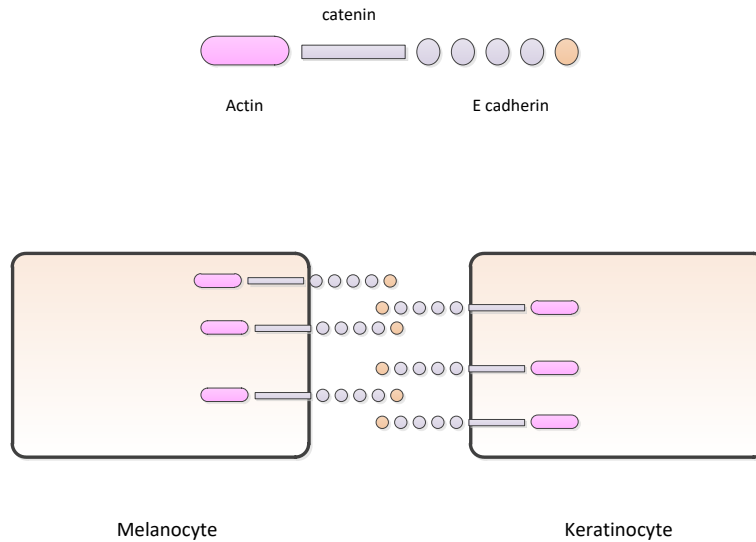 catenin
Actin
E cadherin
Melanocyte
Keratinocyte